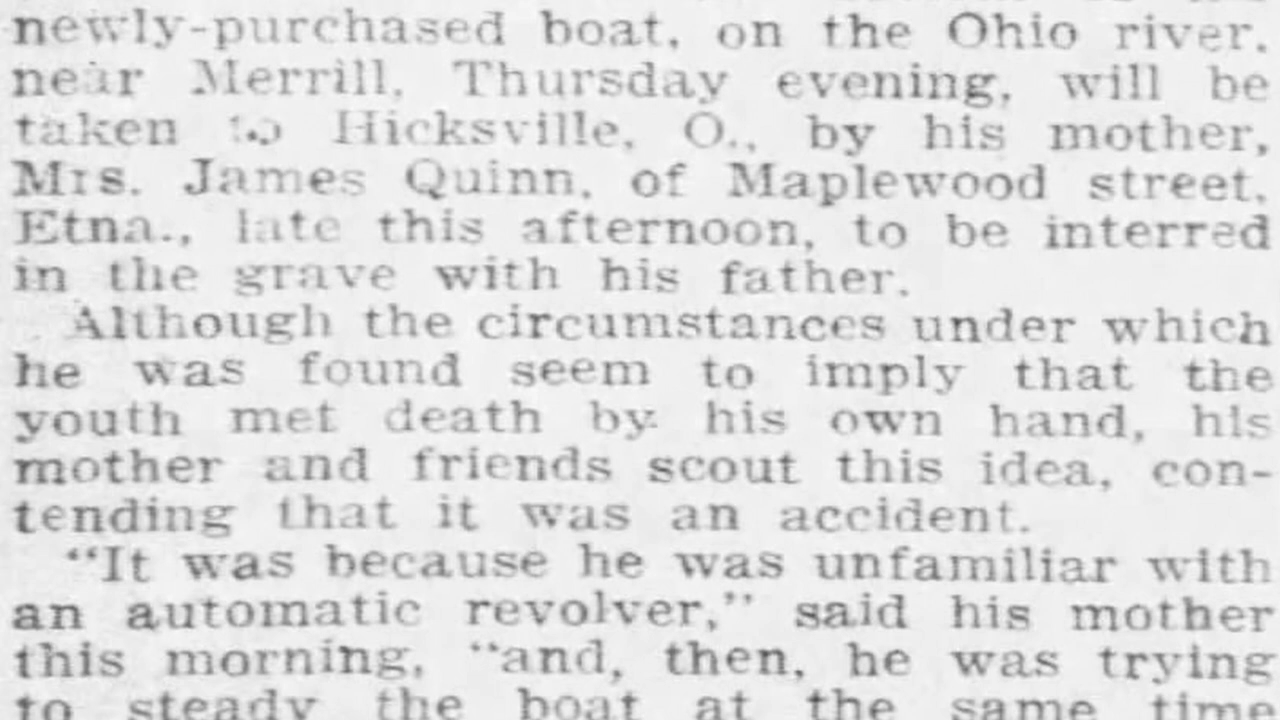 newly-purchased boat, on the Ohio river,
near Merrill, Thursday evening, will be
taken to Hicksville, O., by his mother,
Mrs. James Quinn, of Maplewood street,
Etna., late this afternoon, to be interred
in the grave with his father.
Although the circumstances under which
he was found seem to imply that the
youth met death by his own hand, his
mother and friends scout this idea, con-
tending that it was an accident.
"It was because he was unfamiliar with
an automatic revolver," said his mother
this morning, "and, then, he was trying
to steady the boat at the same time